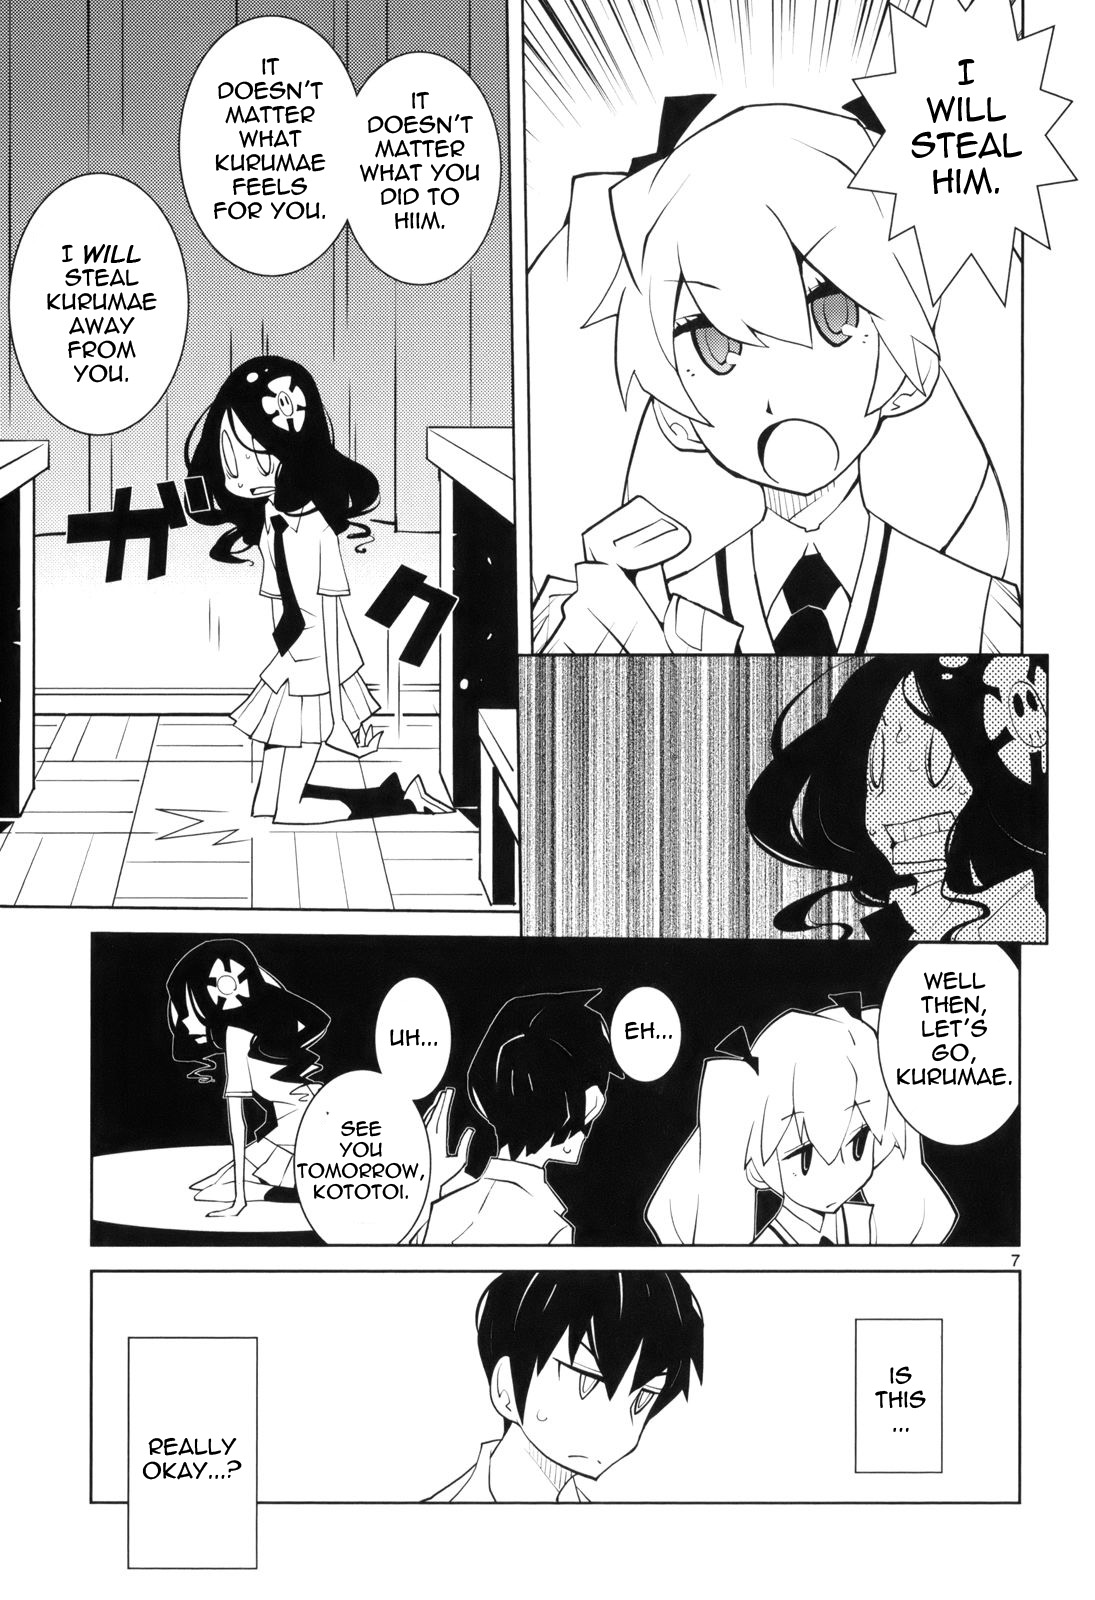 I
WILL
STEAL
HIM.
IT
DOESN'T
MATTER
WHAT YOU
DID TO
HIIM.
IT
DOESN'T
MATTER
WHAT
KURUMAE
FEELS
FOR YOU.
I WILL
STEAL
KURUMAE
AWAY
FROM
YOU.
ガク
WELL
THEN,
LET'S
GO,
KURUMAE.
EH...
UH...
SEE
YOU
TOMORROW,
KOTOTOI.
7
IS
THIS
...
REALLY
OKAY...?